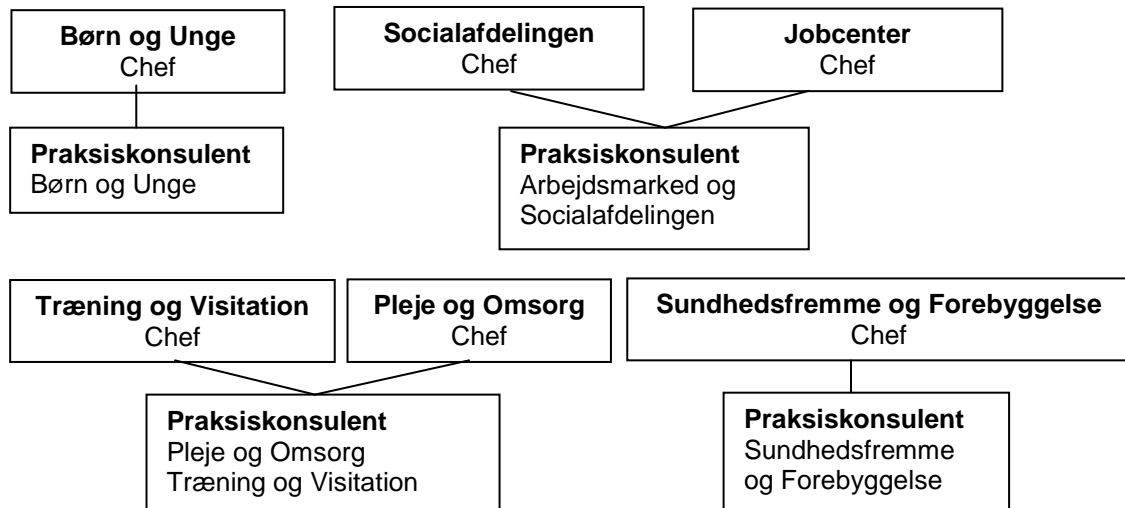 Børn og Unge
Chef
Socialafdelingen
Chef
Jobcenter
Chef
Praksiskonsulent
Børn og Unge
Praksiskonsulent
Arbejdsmarked og
Socialafdelingen
Træning og Visitation
Chef
Pleje og Omsorg
Chef
Sundhedsfremme og Forebyggelse
Chef
Praksiskonsulent
Pleje og Omsorg
Træning og Visitation
Praksiskonsulent
Sundhedsfremme
og Forebyggelse